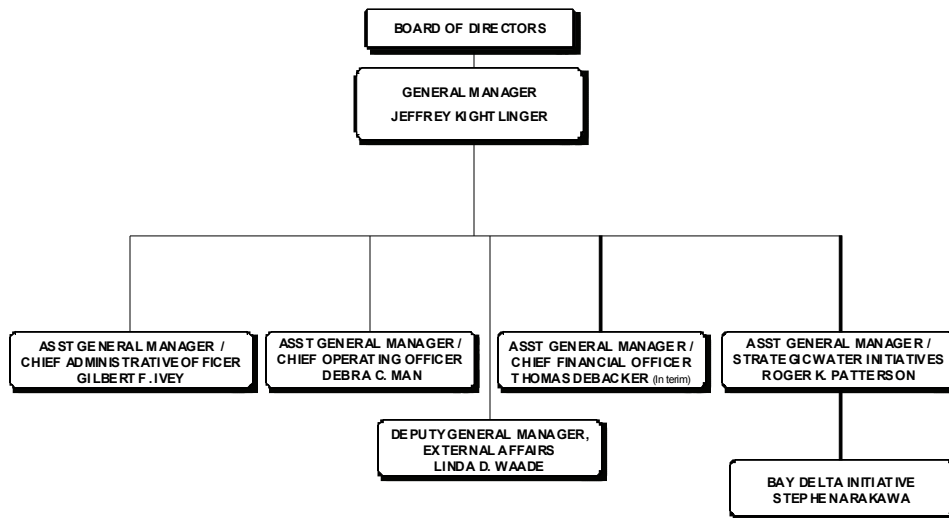 BOARD OF DIRECTORS
GENERAL MANAGER
JEFFREY KIGHTLINGER
ASST GENERAL MANAGER /
CHIEF ADMINISTRATIVE OFFICER
GILBERT F. IVEY
ASST GENERAL MANAGER /
CHIEF OPERATING OFFICER
DEBRA C. MAN
ASST GENERAL MANAGER /
CHIEF FINANCIAL OFFICER
THOMAS DEBACKER (Interim)
ASST GENERAL MANAGER /
STRATEGIC WATER INITIATIVES
ROGER K. PATTERSON
DEPUTY GENERAL MANAGER,
EXTERNAL AFFAIRS
LINDA D. WAADE
BAY DELTA INITIATIVE
STEPHEN ARAKAWA